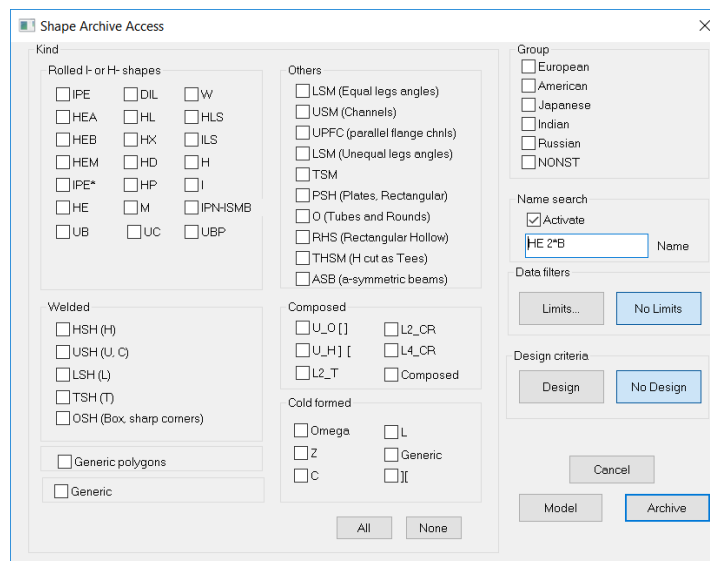 Shape Archive Access
Kind
Rolled I- or H- shapes
IPE DIL W
HEA HL HLS
HEB HX ILS
HEM HD H
IPE* HP I
HE M IPN-ISMB
UB UC UBP
Others
LSM (Equal legs angles)
USM (Channels)
UPFC (parallel flange chnls)
LSM (Unequal legs angles)
TSM
PSH (Plates, Rectangular)
O (Tubes and Rounds)
RHS (Rectangular Hollow)
THSM (H cut as Tees)
ASB (a-symmetric beams)
Welded
HSH (H)
USH (U, C)
LSH (L)
TSH (T)
OSH (Box, sharp corners)
Generic polygons
Generic
Composed
U_O [ ] L2_CR
U_H ] [ L4_CR
L2_T Composed
Cold formed
Omega L
Z Generic
C ][
All None
Group
European
American
Japanese
Indian
Russian
NONST
Name search
Activate
HE 2*B Name
Data filters
Limits... No Limits
Design criteria
Design No Design
Cancel
Model Archive